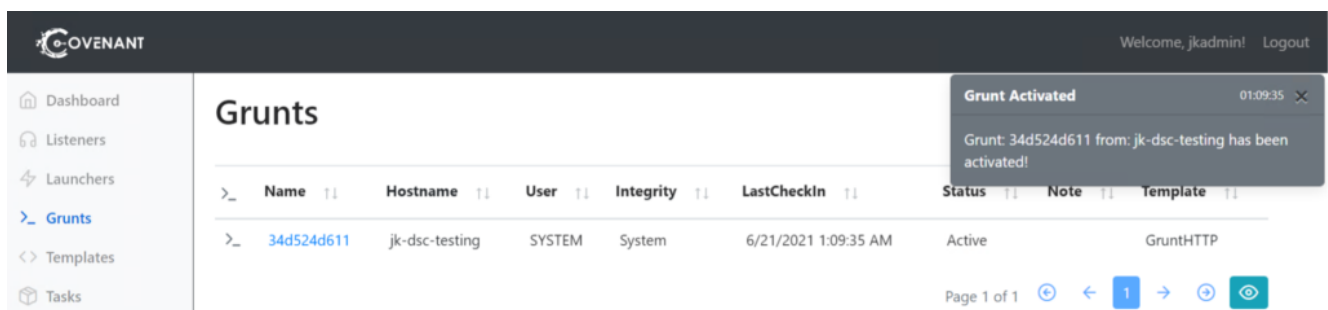 COVENANT
Welcome, jkadmin! Logout
Dashboard
Listeners
Launchers
>_ Grunts
<> Templates
Tasks
Grunts
Grunt Activated 01:09:35 ×
Grunt: 34d524d611 from: jk-dsc-testing has been
activated!
>_ Name ↑↓ Hostname ↑↓ User ↑↓ Integrity ↑↓ LastCheckIn ↑↓ Status ↑↓ Note ↑↓ Template ↑↓
>_ 34d524d611 jk-dsc-testing SYSTEM System 6/21/2021 1:09:35 AM Active GruntHTTP
Page 1 of 1 ← 1 →